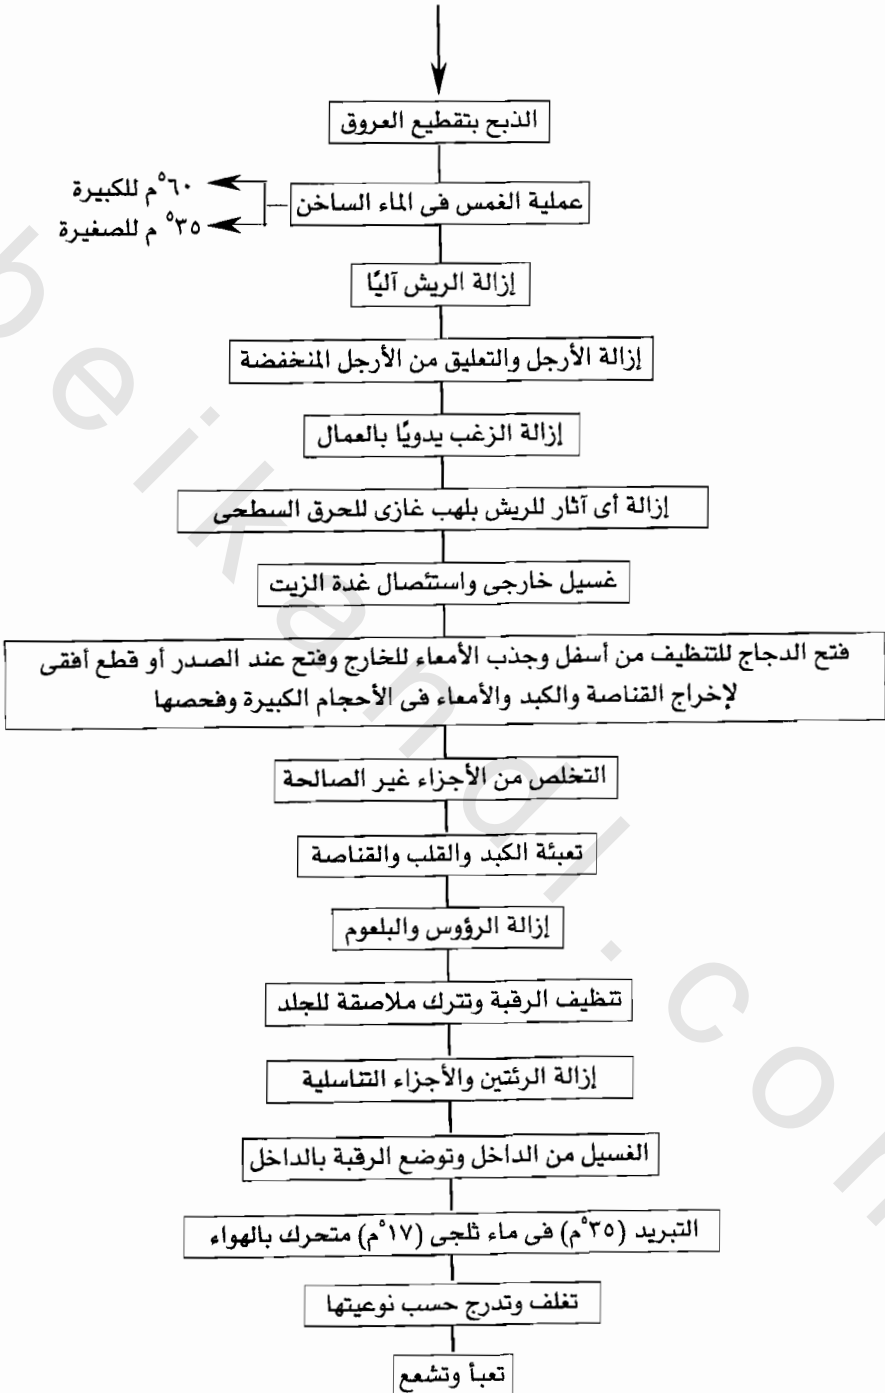 الذبح بتقطيع العروق
عملية الغمس فى الماء الساخن
٦٠°م للكبيرة
٣٥° م للصغيرة
إزالة الريش آليًا
إزالة الأرجل والتعليق من الأرجل المنخفضة
إزالة الزغب يدويًا بالعمال
إزالة أى آثار للريش بلهب غازى للحرق السطحى
غسيل خارجى واستئصال غدة الزيت
فتح الدجاج للتنظيف من أسفل وجذب الأمعاء للخارج وفتح عند الصدر أو قطع أفقى
لإخراج القناصة والكبد والأمعاء فى الأحجام الكبيرة وفحصها
التخلص من الأجزاء غير الصالحة
تعبئة الكبد والقلب والقناصة
إزالة الرؤوس والبلعوم
تنظيف الرقبة وتترك ملاصقة للجلد
إزالة الرئتين والأجزاء التناسلية
الغسيل من الداخل وتوضع الرقبة بالداخل
التبريد (٣٥°م) فى ماء ثلجى (١٧°م) متحرك بالهواء
تغلف وتدرج حسب نوعيتها
تعبأ وتشمع
beikandl.com